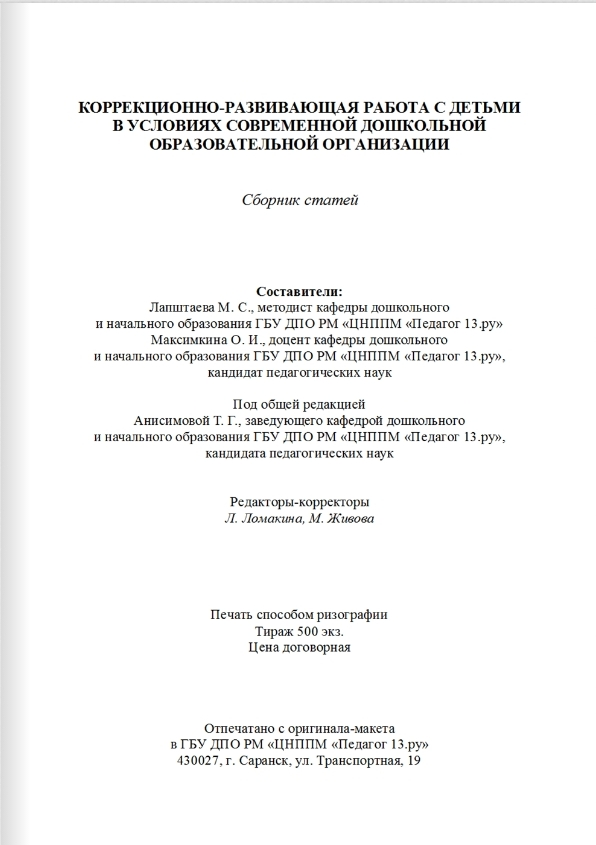 КОРРЕКЦИОННО-РАЗВИВАЮЩАЯ РАБОТА С ДЕТЬМИ
В УСЛОВИЯХ СОВРЕМЕННОЙ ДОШКОЛЬНОЙ
ОБРАЗОВАТЕЛЬНОЙ ОРГАНИЗАЦИИ
Сборник статей
Составители:
Лапштаева М. С., методист кафедры дошкольного
и начального образования ГБУ ДПО РМ «ЦНППМ «Педагог 13.ру»
Максимкина О. И., доцент кафедры дошкольного
и начального образования ГБУ ДПО РМ «ЦНППМ «Педагог 13.ру»,
кандидат педагогических наук
Под общей редакцией
Анисимовой Т. Г., заведующего кафедрой дошкольного
и начального образования ГБУ ДПО РМ «ЦНППМ «Педагог 13.ру»,
кандидата педагогических наук
Редакторы-корректоры
Л. Ломакина, М. Живова
Печать способом ризографии
Тираж 500 экз.
Цена договорная
Отпечатано с оригинала-макета
в ГБУ ДПО РМ «ЦНППМ «Педагог 13.ру»
430027, г. Саранск, ул. Транспортная, 19